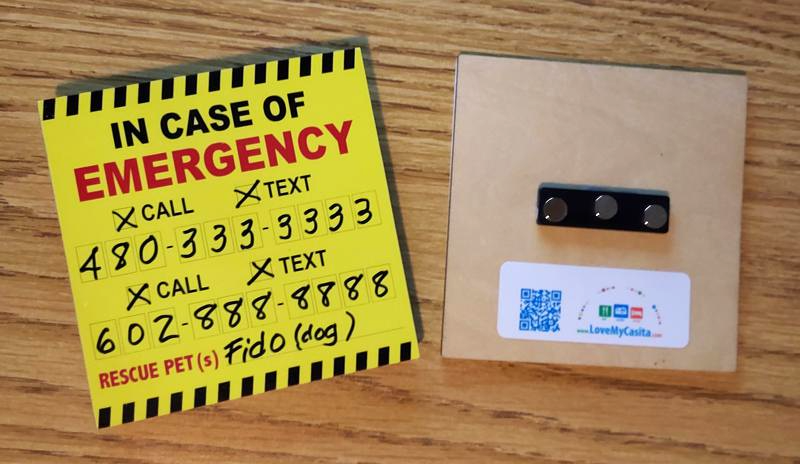 IN CASE OF
EMERGENCY
X CALL X TEXT
480-333-3333
X CALL X TEXT
602-888-8888
RESCUE PET(s) Fido (dog)
www.LoveMyCasita.com